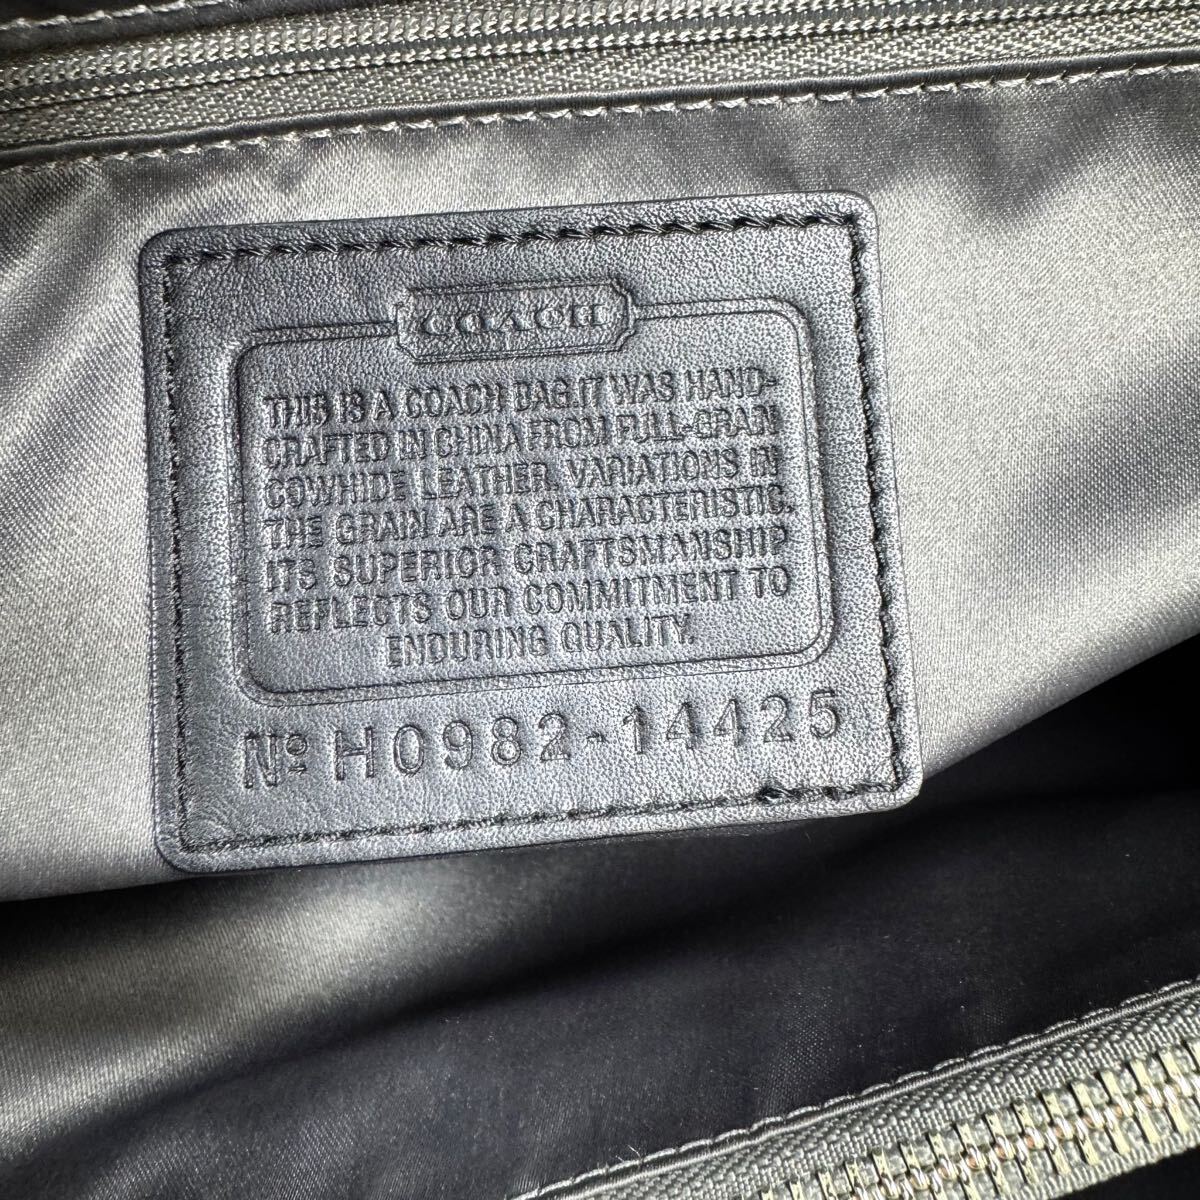 COACH
THIS IS A COACH BAG.IT WAS HAND-
CRAFTED IN CHINA FROM FULL-GRAIN
COWHIDE LEATHER. VARIATIONS IN
THE GRAIN ARE A CHARACTERISTIC.
ITS SUPERIOR CRAFTSMANSHIP
REFLECTS OUR COMMITMENT TO
ENDURING QUALITY.
Nº H0982-14425